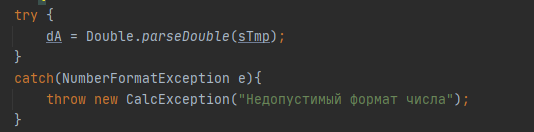 try {
dA = Double.parseDouble(sTmp);
}
catch(NumberFormatException e){
throw new CalcException("Недопустимый формат числа");
}